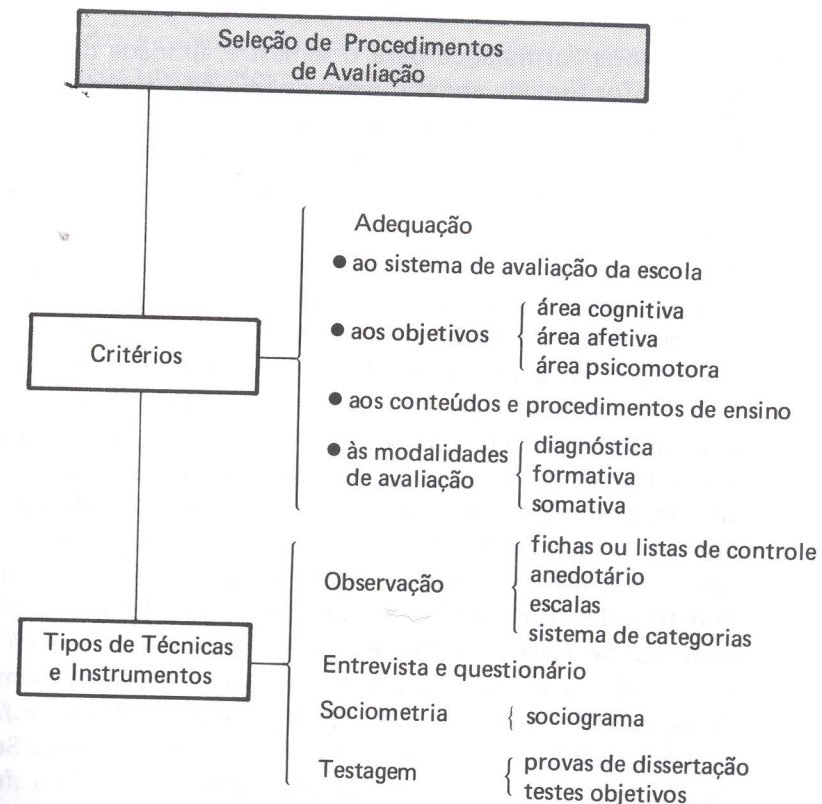 Seleção de Procedimentos
de Avaliação
Adequação
● ao sistema de avaliação da escola
Critérios
● aos objetivos
área cognitiva
área afetiva
área psicomotora
● aos conteúdos e procedimentos de ensino
● às modalidades
de avaliação
diagnóstica
formativa
somativa
Tipos de Técnicas
e Instrumentos
Observação
fichas ou listas de controle
anedotário
escalas
sistema de categorias
Entrevista e questionário
Sociometria
sociograma
Testagem
provas de dissertação
testes objetivos